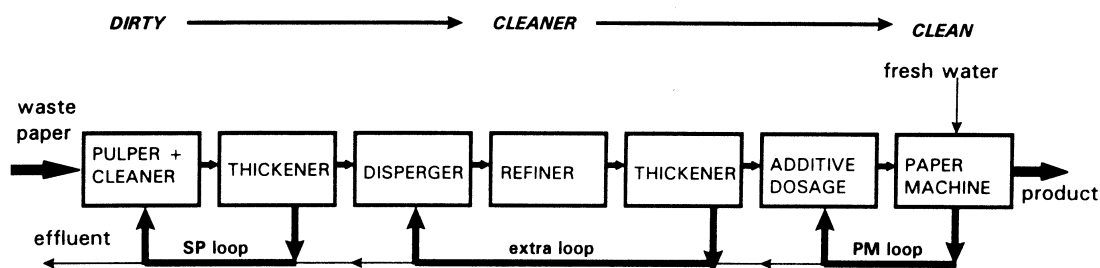 DIRTY
CLEANER
CLEAN
fresh water
waste
paper
PULPER +
CLEANER
THICKENER
DISPERGER
REFINER
THICKENER
ADDITIVE
DOSAGE
PAPER
MACHINE
product
effluent
SP loop
extra loop
PM loop